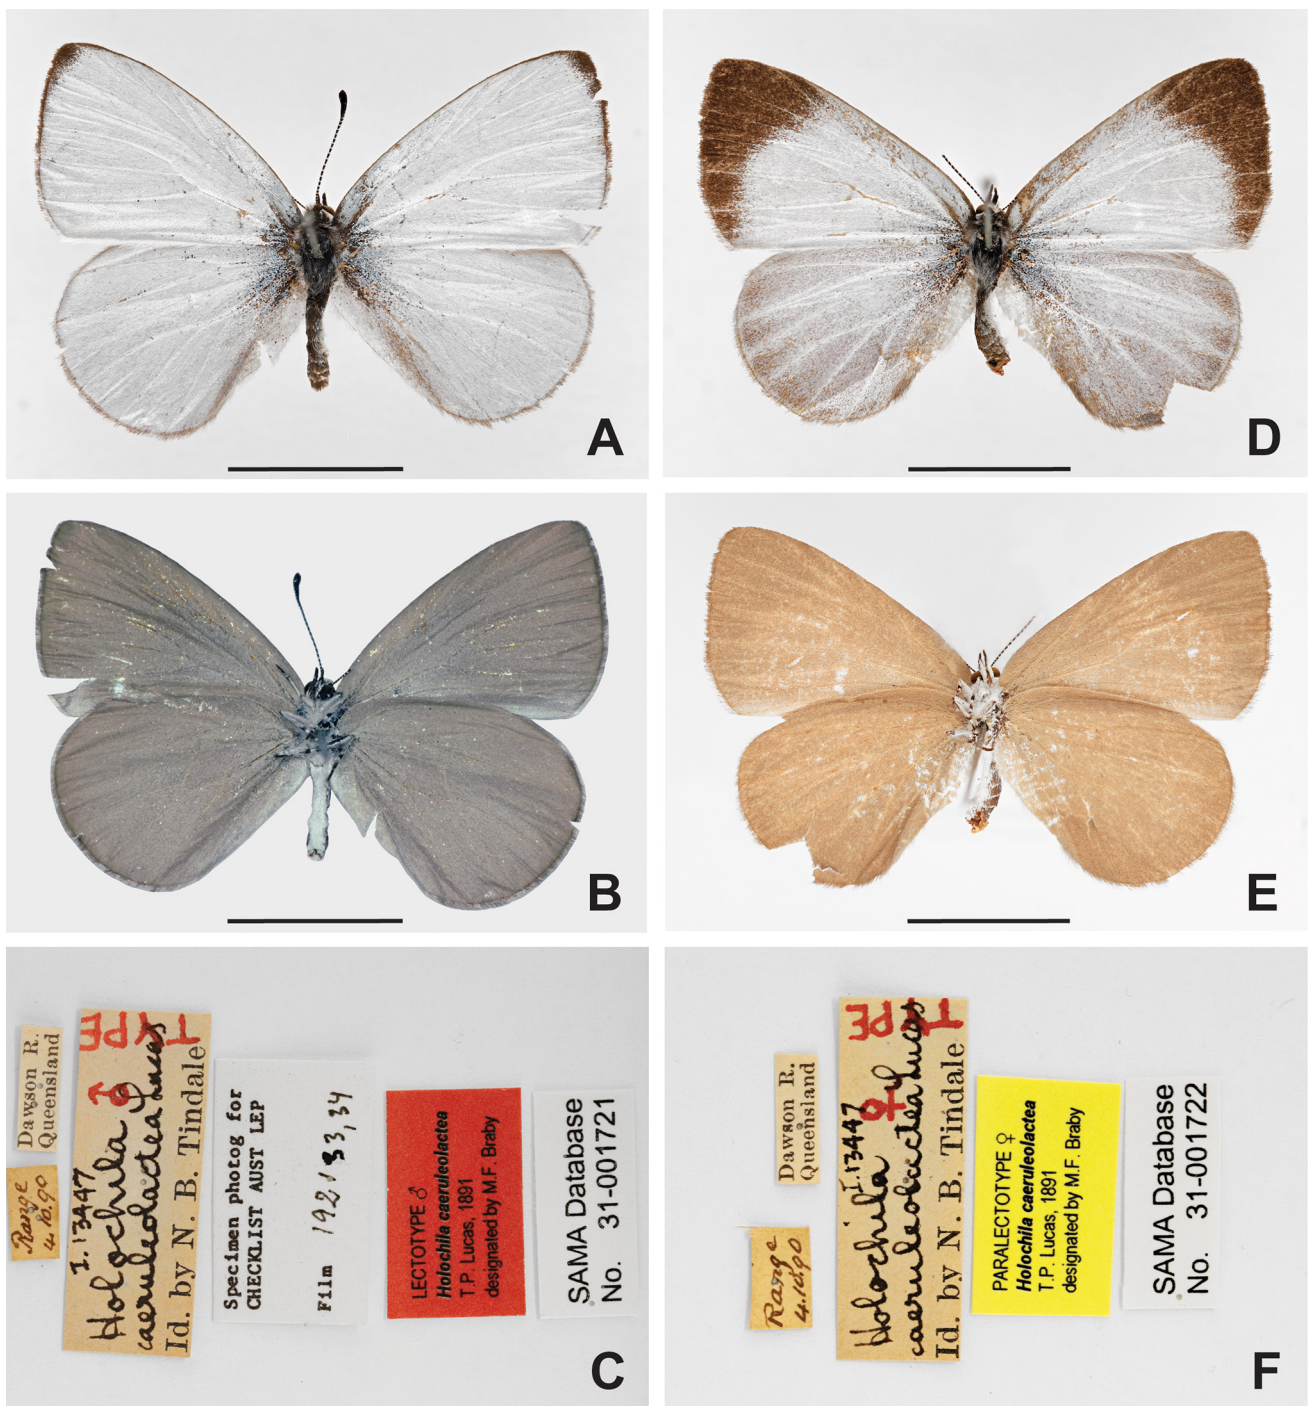 A
D
B
E
Dawson R.
Queensland
Range
4.10.90
TYPE
♂
I. 13447
Holochila
caeruleolactea Lucas
Id. by N. B. Tindale
Specimen photog for
CHECKLIST AUST LEP
Film 192/33,34
LECTOTYPE ♂
Holochila caeruleolactea
T.P. Lucas, 1891
designated by M.F. Braby
SAMA Database
No. 31-001721
C
Dawson R.
Queensland
Range
4.10.90
TYPE
♀
I.13447
Holochila
caeruleolactea Lucas
Id. by N. B. Tindale
PARALECTOTYPE ♀
Holochila caeruleolactea
T.P. Lucas, 1891
designated by M.F. Braby
SAMA Database
No. 31-001722
F